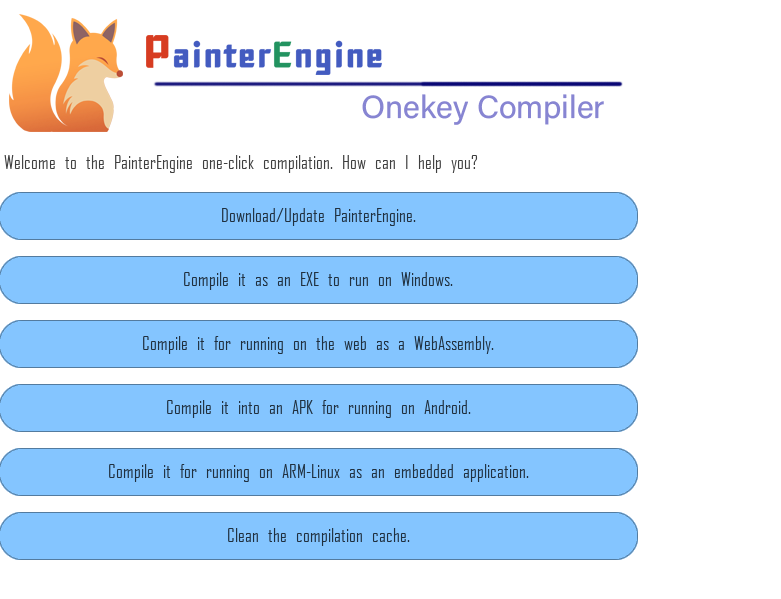 PainterEngine
Onekey Compiler
Welcome to the PainterEngine one-click compilation. How can I help you?
Download/Update PainterEngine.
Compile it as an EXE to run on Windows.
Compile it for running on the web as a WebAssembly.
Compile it into an APK for running on Android.
Compile it for running on ARM-Linux as an embedded application.
Clean the compilation cache.